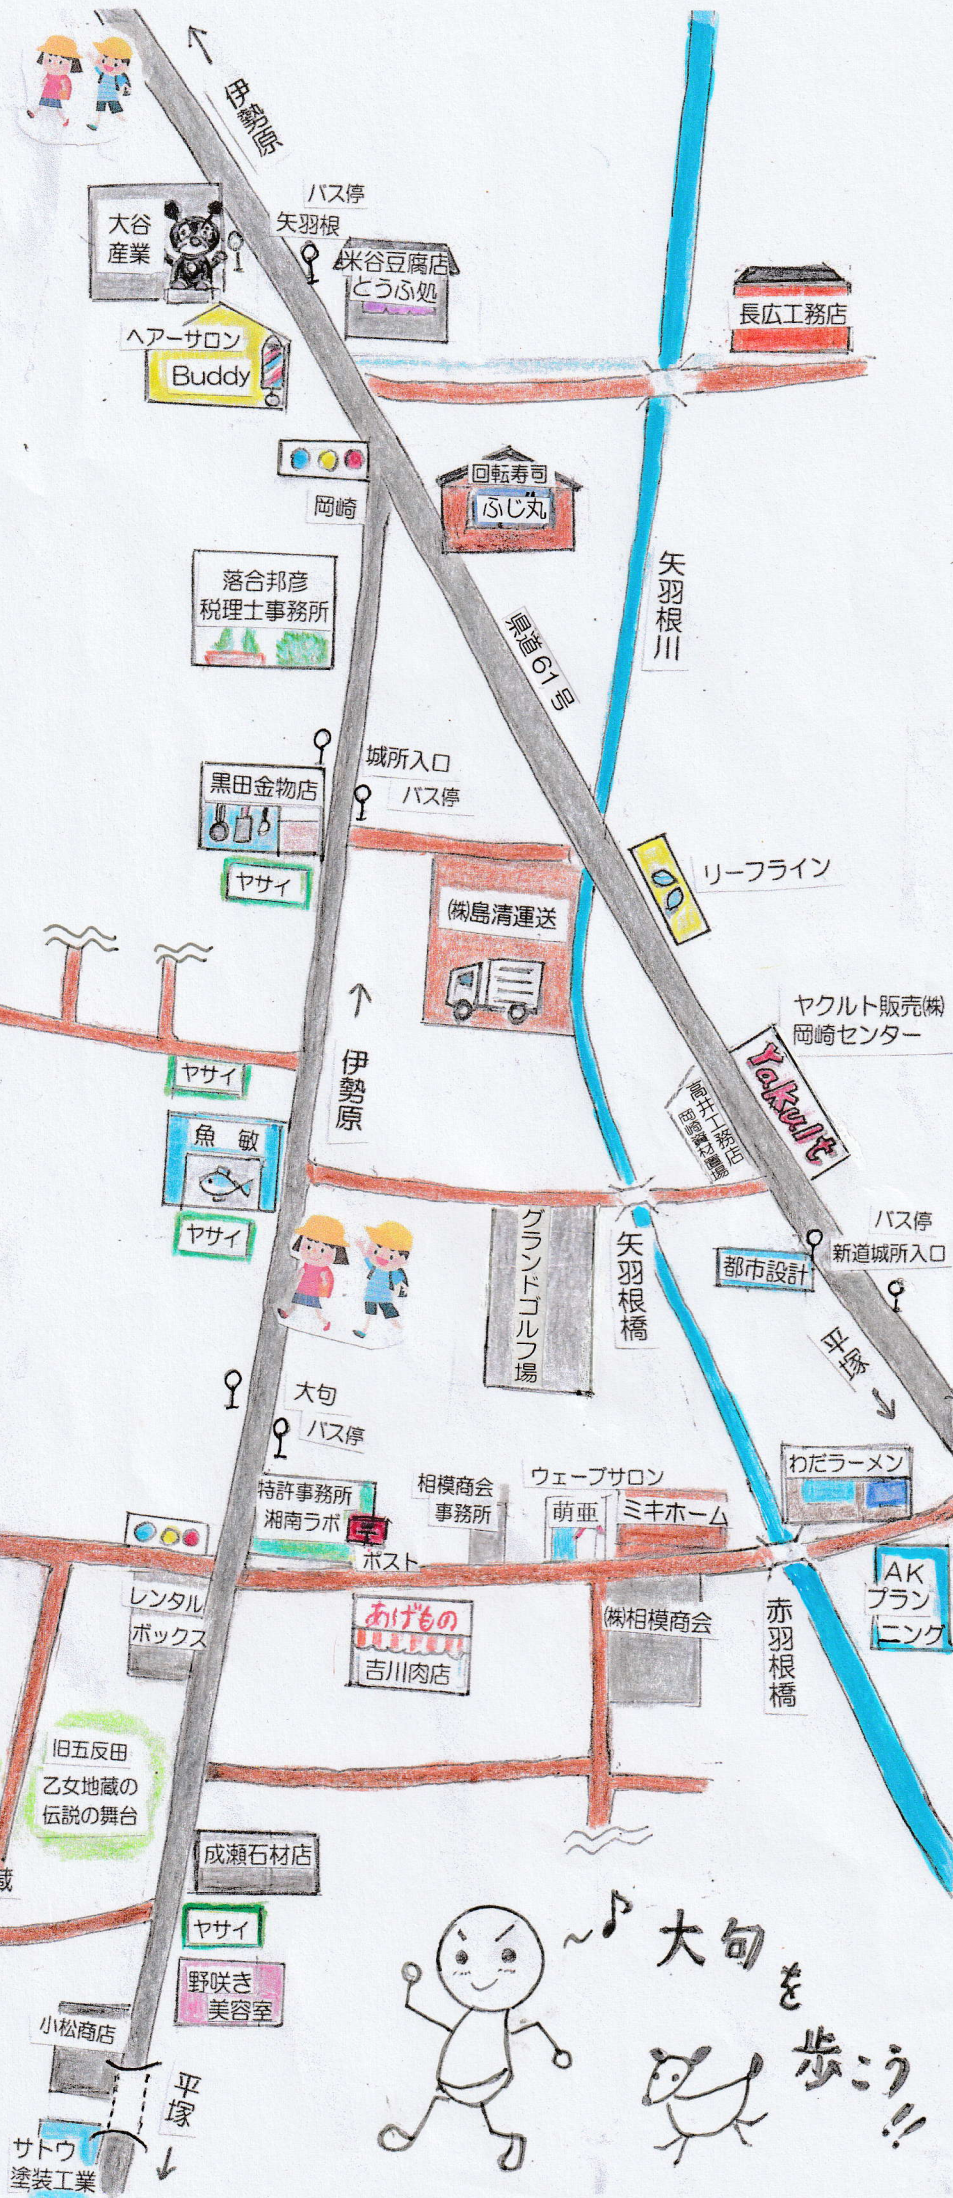 伊勢原
大谷
産業
バス停
矢羽根
米谷豆腐店
とうふ処
長広工務店
ヘアーサロン
Buddy
回転寿司
ふじ丸
岡崎
落合邦彦
税理士事務所
矢羽根川
県道61号
城所入口
バス停
黒田金物店
ヤサイ
リーフライン
㈱島清運送
ヤクルト販売㈱
岡崎センター
Yakult
伊勢原
ヤサイ
高井工務店
岡崎資材置場
魚敏
ヤサイ
グランドゴルフ場
矢羽根橋
バス停
新道城所入口
都市設計
平塚
大句
バス停
わだラーメン
特許事務所
湘南ラボ
〒
ポスト
相模商会
事務所
ウェーブサロン
萌亜
ミキホーム
AK
プラン
ニング
レンタル
ボックス
あげもの
吉川肉店
㈱相模商会
赤羽根橋
旧五反田
乙女地蔵の
伝説の舞台
成瀬石材店
蔵
ヤサイ
野咲き
美容室
小松商店
平塚
サトウ
塗装工業
大句
を
歩こう!!